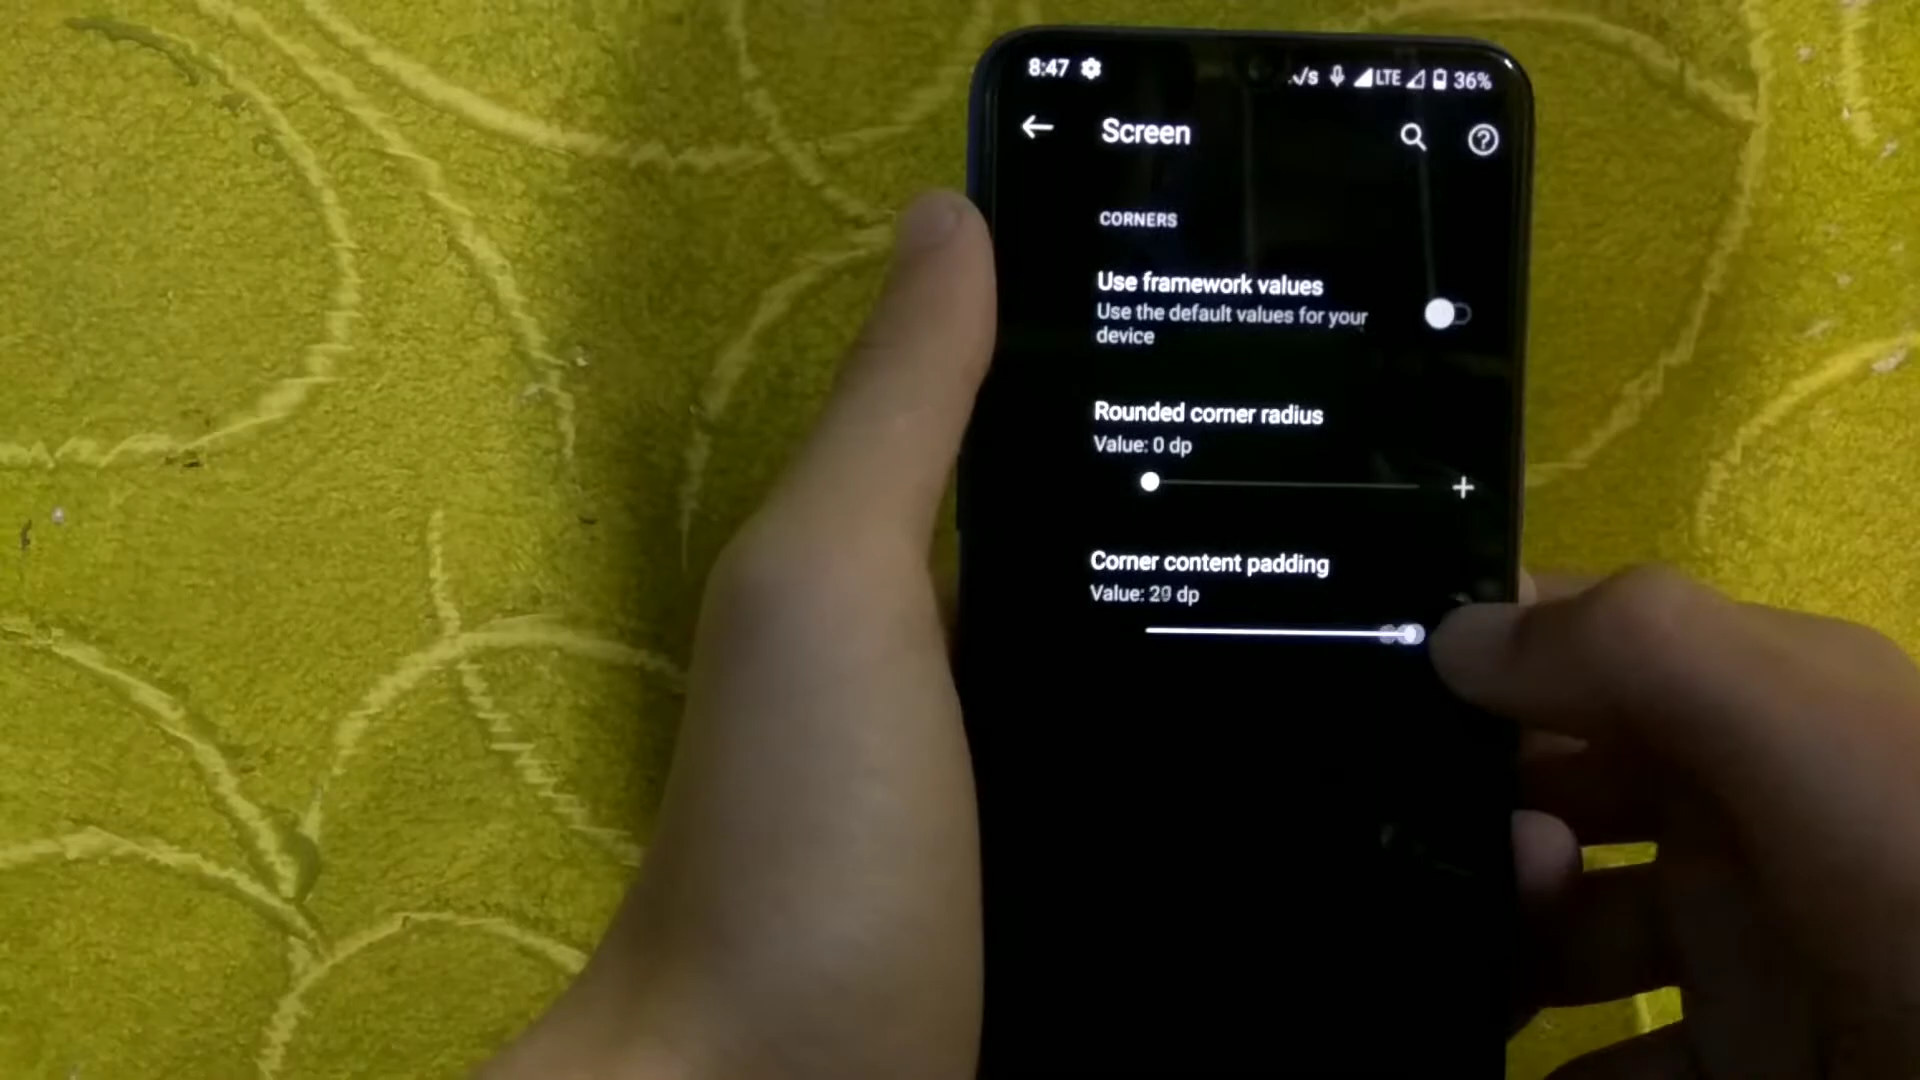 8:47 LTE 36%
Screen
CORNERS
Use framework values
Use the default values for your
device
Rounded corner radius
Value: 0 dp
Corner content padding
Value: dp